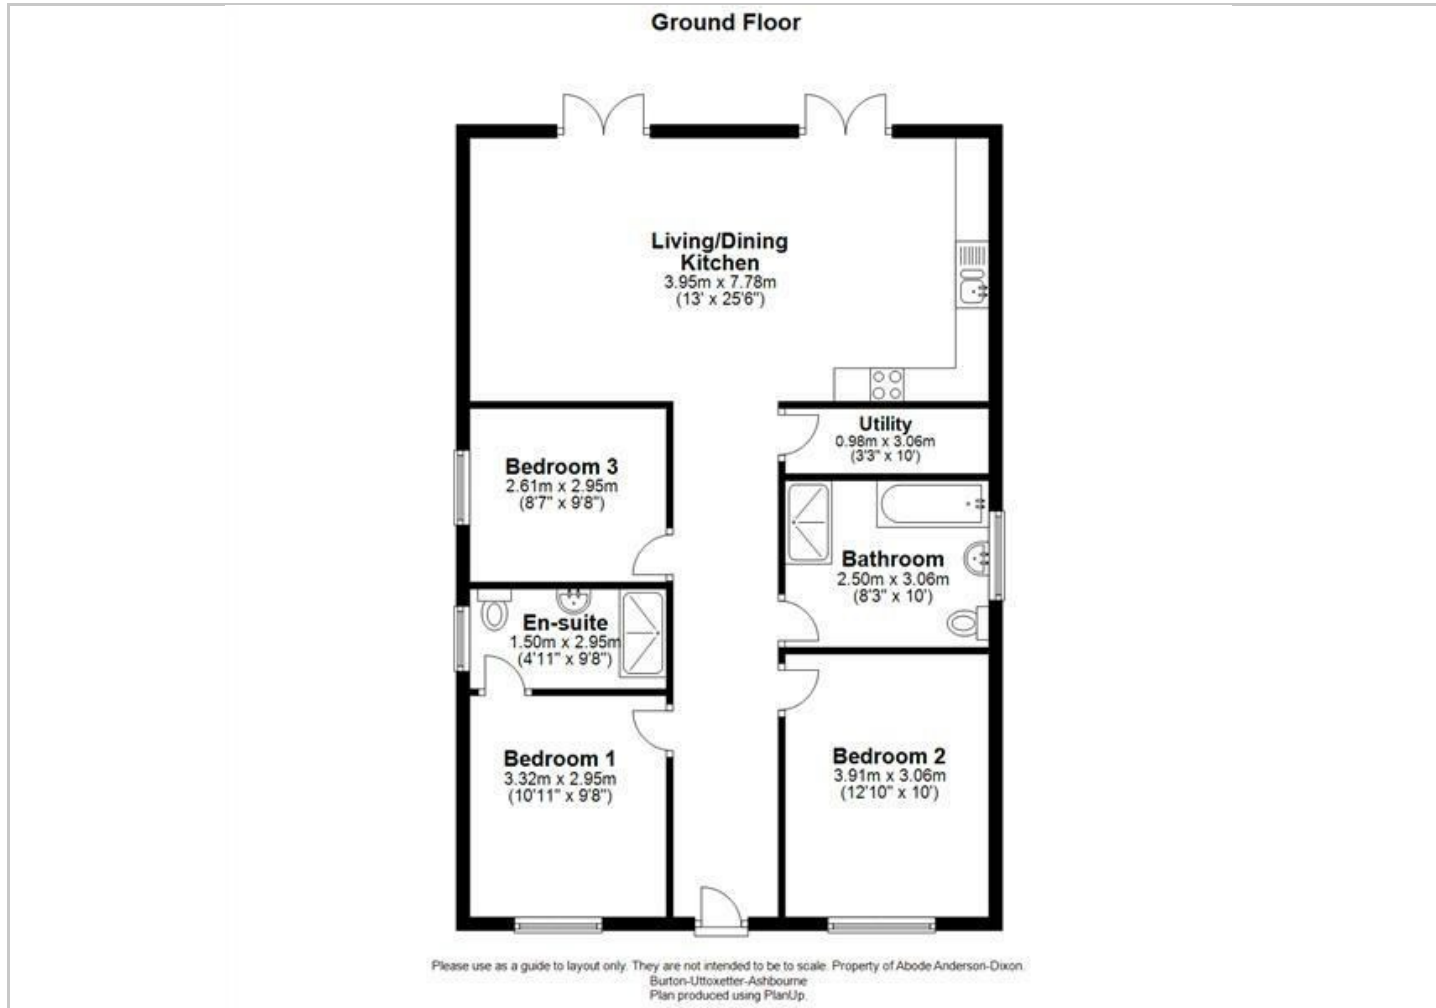 Ground Floor
Living/Dining
Kitchen
3.95m x 7.78m
(13' x 25'6")
Utility
0.98m x 3.06m
(3'3" x 10')
Bedroom 3
2.61m x 2.95m
(8'7" x 9'8")
Bathroom
2.50m x 3.06m
(8'3" x 10')
En-suite
1.50m x 2.95m
(4'11" x 9'8")
Bedroom 1
3.32m x 2.95m
(10'11" x 9'8")
Bedroom 2
3.91m x 3.06m
(12'10" x 10')
Please use as a guide to layout only. They are not intended to be to scale. Property of Abode Anderson-Dixon.
Burton-Uttoxetter-Ashbourne
Plan produced using PlanUp.